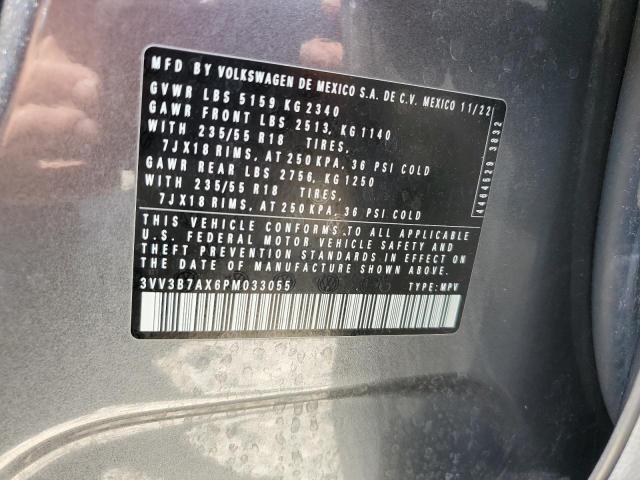 MFD BY VOLKSWAGEN DE MEXICO S.A. DE C.V. MEXICO 11/22
GVWR LBS 5159 KG 2340
GAWR FRONT LBS 2513, KG 1140
WITH 235/55 R18 TIRES,
7JX18 RIMS, AT 250 KPA, 36 PSI COLD
GAWR REAR LBS 2756, KG 1250
WITH 235/55 R18 TIRES,
7JX18 RIMS, AT 250 KPA, 36 PSI COLD
THIS VEHICLE CONFORMS TO ALL APPLICABLE
U.S. FEDERAL MOTOR VEHICLE SAFETY AND
THEFT PREVENTION STANDARDS IN EFFECT ON
THE DATE OF MANUFACTURE SHOWN ABOVE.
3VV3B7AX6PM033055 TYPE:MPV
4464529 3832